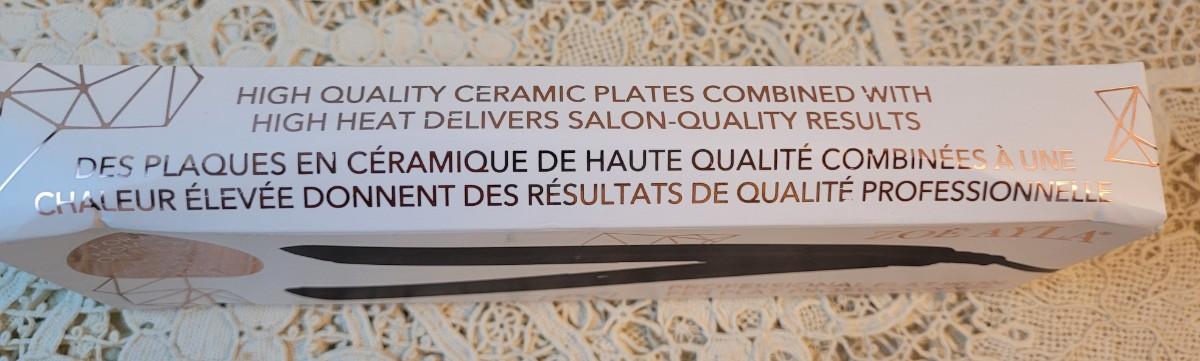 HIGH QUALITY CERAMIC PLATES COMBINED WITH
HIGH HEAT DELIVERS SALON-QUALITY RESULTS
DES PLAQUES EN CÉRAMIQUE DE HAUTE QUALITÉ COMBINÉES À UNE
CHALEUR ÉLEVÉE DONNENT DES RÉSULTATS DE QUALITÉ PROFESSIONNELLE
ZOË AYLA®